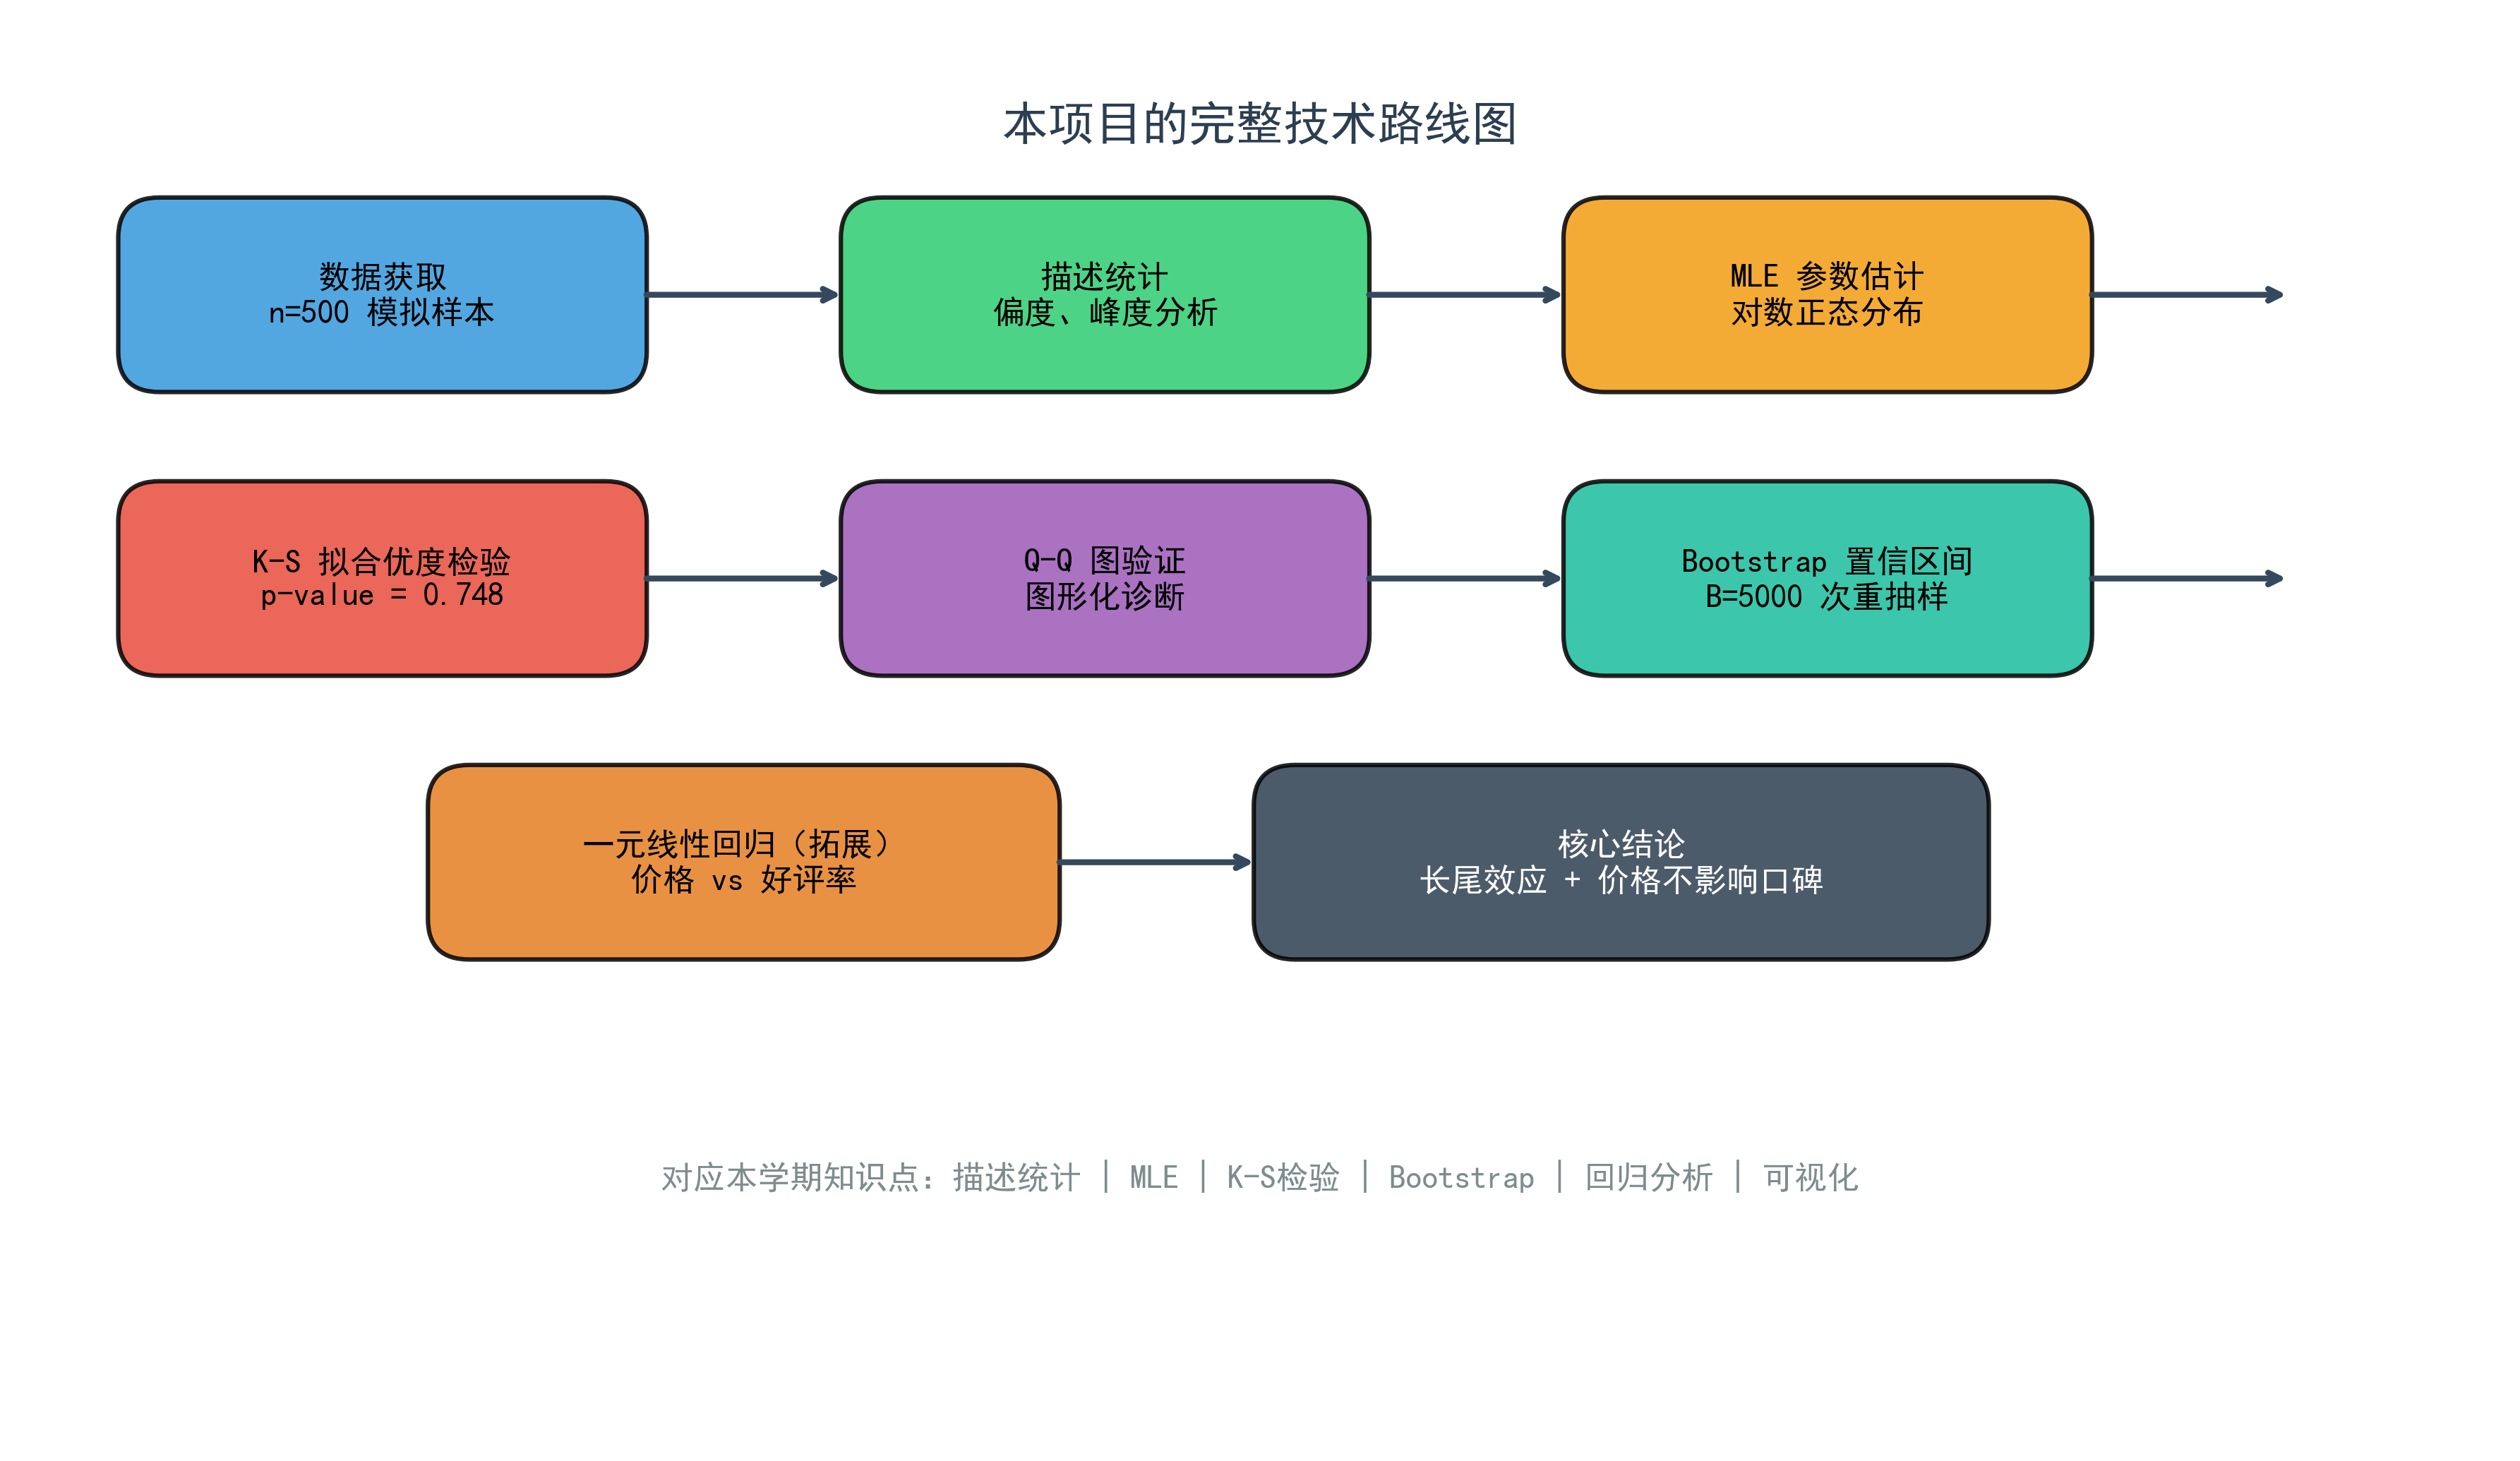 本项目的完整技术路线图
数据获取
n=500 模拟样本
描述统计
偏度、峰度分析
MLE 参数估计
对数正态分布
K-S 拟合优度检验
p-value = 0.748
Q-Q 图验证
图形化诊断
Bootstrap 置信区间
B=5000 次重抽样
一元线性回归（拓展）
价格 vs 好评率
核心结论
长尾效应 + 价格不影响口碑
对应本学期知识点：描述统计 | MLE | K-S检验 | Bootstrap | 回归分析 | 可视化